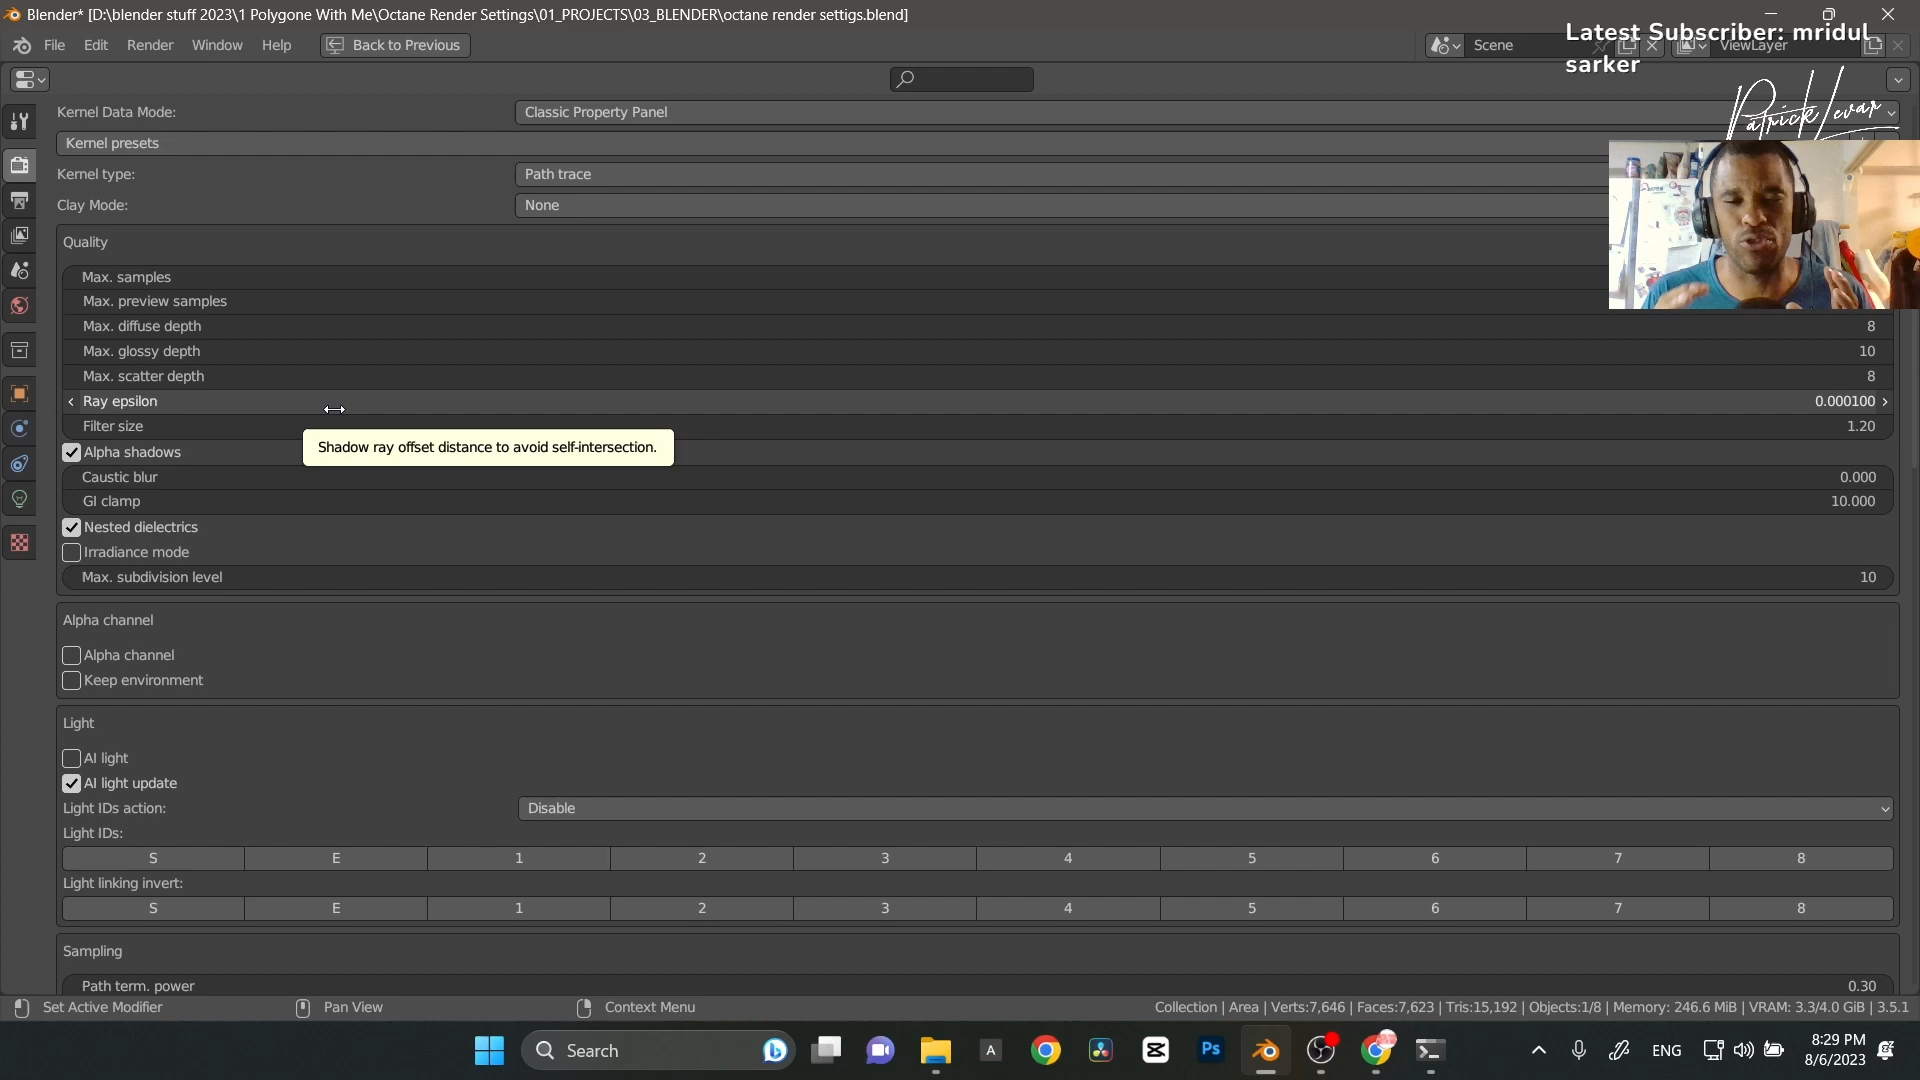 Blender* [D:\blender stuff 2023\1 Polygone With Me\Octane Render Settings\01_PROJECTS\03_BLENDER\octane render settigs.blend]
File Edit Render Window Help Back to Previous
Scene
ViewLayer
Latest Subscriber: mridul
sarker
Patrick Levar
Kernel Data Mode: Classic Property Panel
Kernel presets
Kernel type: Path trace
Clay Mode: None
Quality
Max. samples
Max. preview samples
Max. diffuse depth 8
Max. glossy depth 10
Max. scatter depth 8
Ray epsilon 0.000100
Filter size 1.20
Shadow ray offset distance to avoid self-intersection.
Alpha shadows
Caustic blur 0.000
GI clamp 10.000
Nested dielectrics
Irradiance mode
Max. subdivision level 10
Alpha channel
Alpha channel
Keep environment
Light
AI light
AI light update
Light IDs action: Disable
Light IDs:
S E 1 2 3 4 5 6 7 8
Light linking invert:
S E 1 2 3 4 5 6 7 8
Sampling
Path term. power 0.30
Set Active Modifier Pan View Context Menu Collection | Area | Verts:7,646 | Faces:7,623 | Tris:15,192 | Objects:1/8 | Memory: 246.6 MiB | VRAM: 3.3/4.0 GiB | 3.5.1
Search A Ps ENG 8:29 PM
8/6/2023